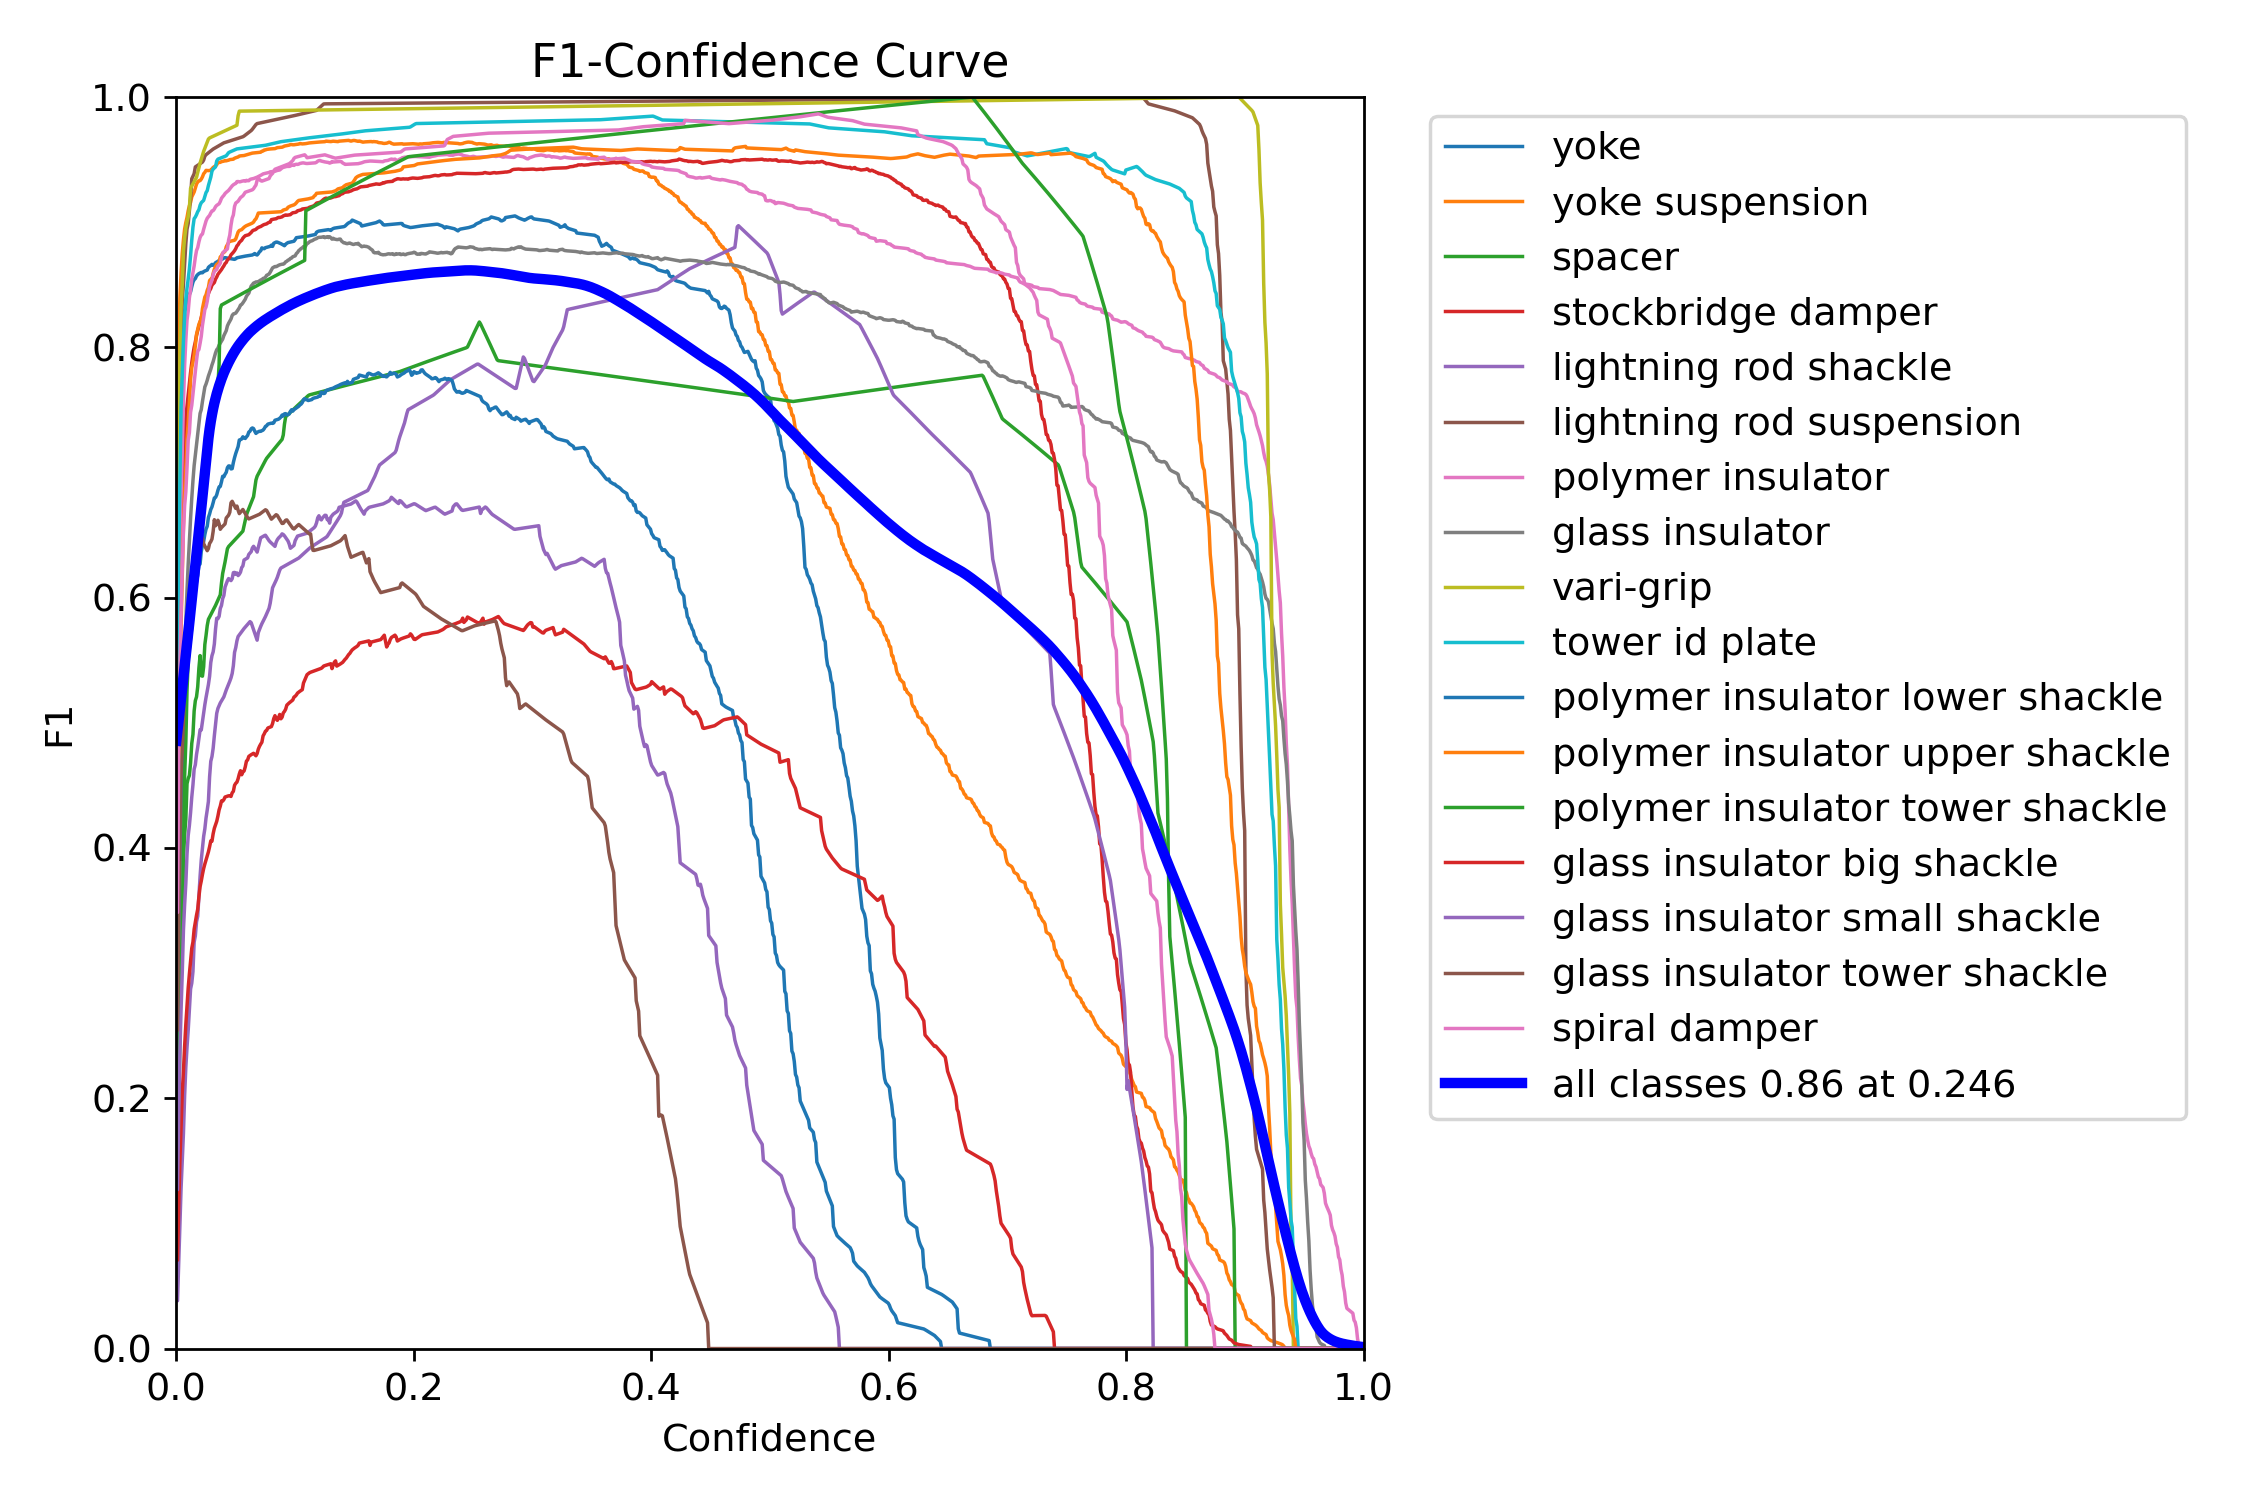 F1-Confidence Curve
1.0
0.8
0.6
0.4
0.2
0.0
F1
0.0 0.2 0.4 0.6 0.8 1.0
Confidence
yoke
yoke suspension
spacer
stockbridge damper
lightning rod shackle
lightning rod suspension
polymer insulator
glass insulator
vari-grip
tower id plate
polymer insulator lower shackle
polymer insulator upper shackle
polymer insulator tower shackle
glass insulator big shackle
glass insulator small shackle
glass insulator tower shackle
spiral damper
all classes 0.86 at 0.246